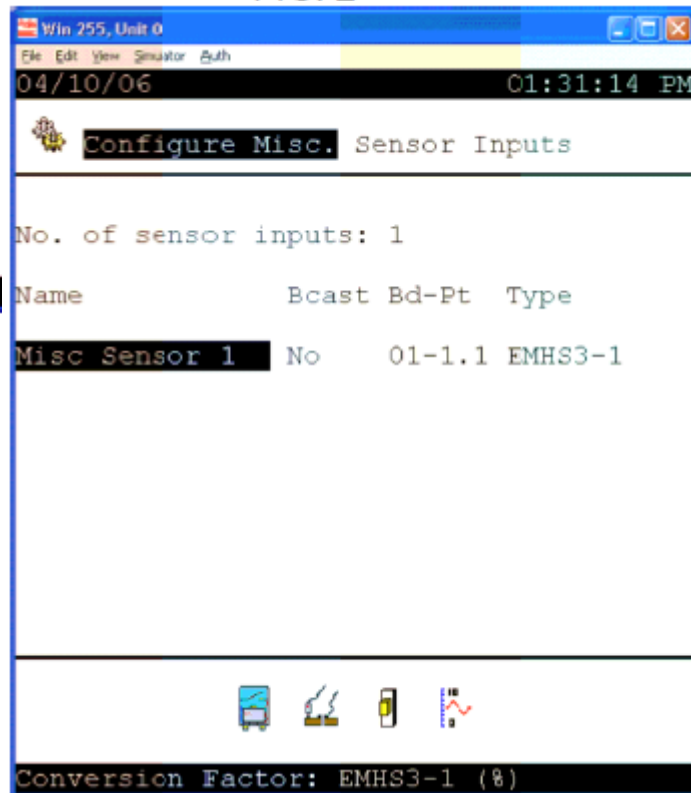 Win 255, Unit 0
File Edit View Simulator Auth
04/10/06 01:31:14 PM
Configure Misc. Sensor Inputs
No. of sensor inputs: 1
Name Bcast Bd-Pt Type
Misc Sensor 1 No 01-1.1 EMHS3-1
Conversion Factor: EMHS3-1 (%)